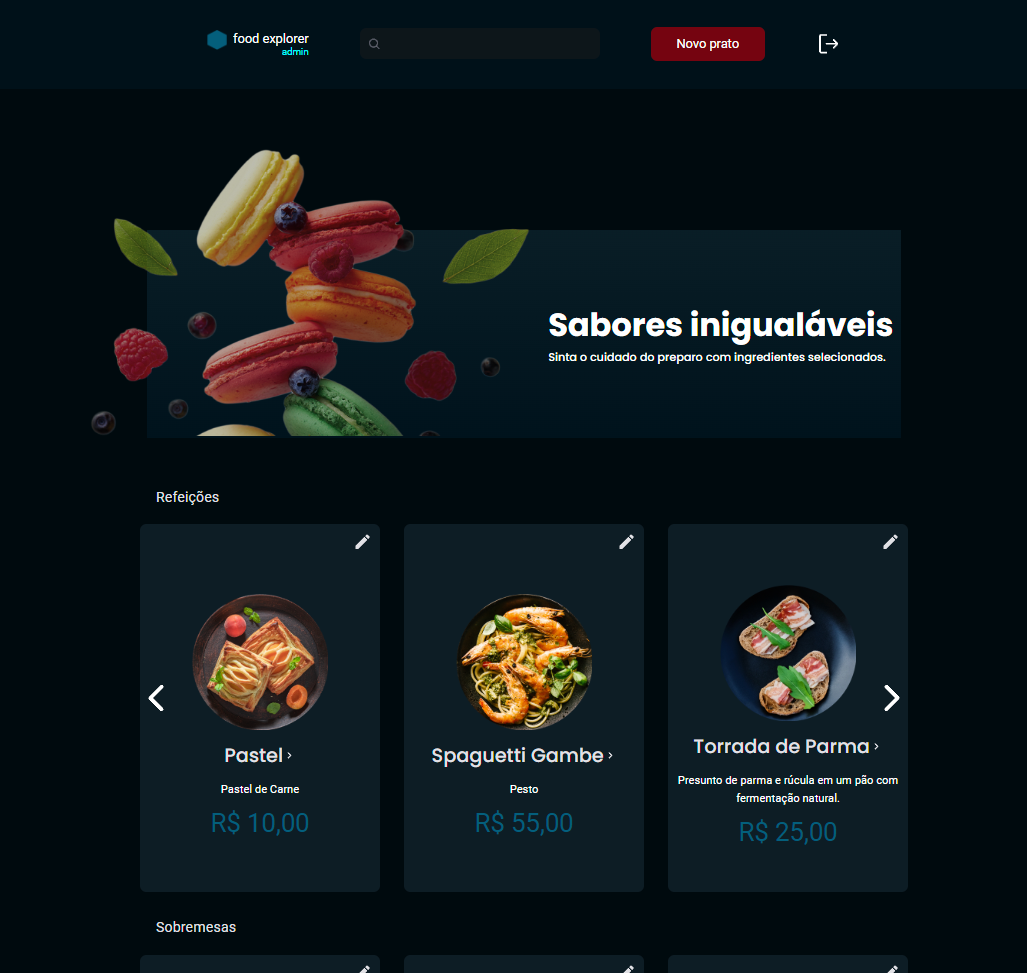 food explorer
admin
Novo prato
Sabores inigualáveis
Sinta o cuidado do preparo com ingredientes selecionados.
Refeições
Pastel ›
Pastel de Carne
R$ 10,00
Spaguetti Gambe ›
Pesto
R$ 55,00
Torrada de Parma ›
Presunto de parma e rúcula em um pão com
fermentação natural.
R$ 25,00
Sobremesas